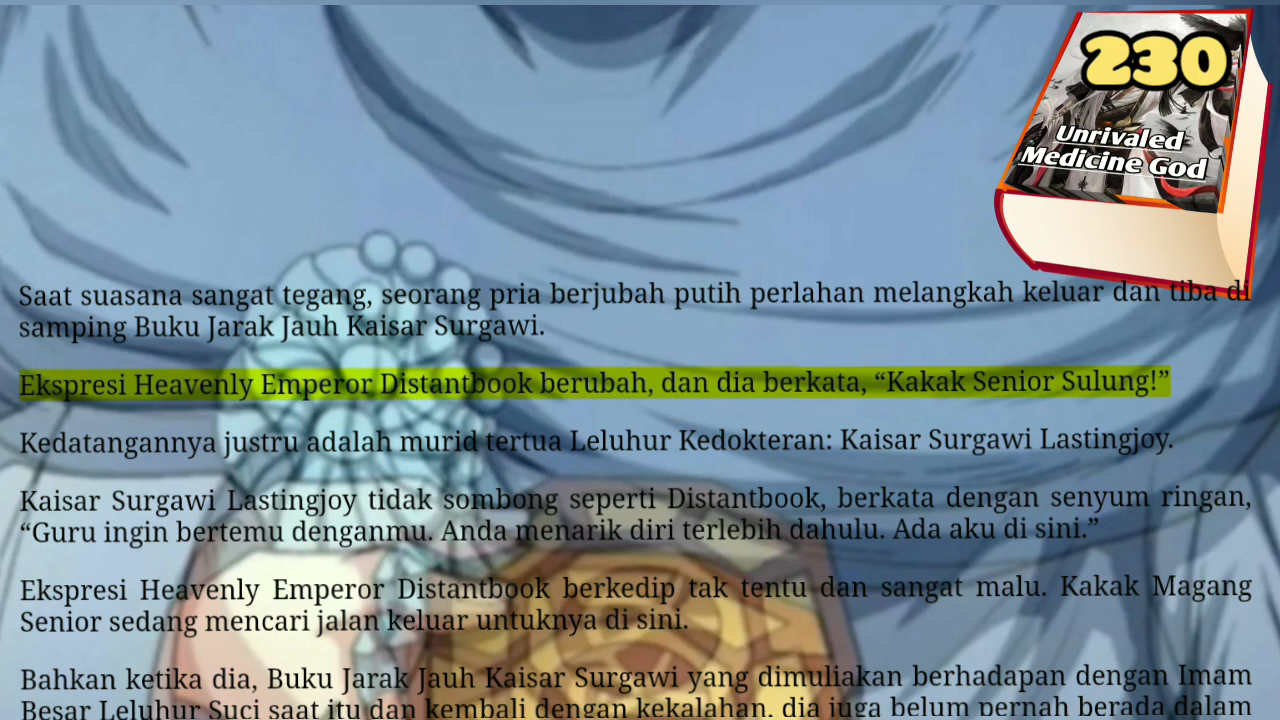 230
Unrivaled
Medicine God
Saat suasana sangat tegang, seorang pria berjubah putih perlahan melangkah keluar dan tiba di
samping Buku Jarak Jauh Kaisar Surgawi.
Ekspresi Heavenly Emperor Distantbook berubah, dan dia berkata, “Kakak Senior Sulung!”
Kedatangannya justru adalah murid tertua Leluhur Kedokteran: Kaisar Surgawi Lastingjoy.
Kaisar Surgawi Lastingjoy tidak sombong seperti Distantbook, berkata dengan senyum ringan,
“Guru ingin bertemu denganmu. Anda menarik diri terlebih dahulu. Ada aku di sini.”
Ekspresi Heavenly Emperor Distantbook berkedip tak tentu dan sangat malu. Kakak Magang
Senior sedang mencari jalan keluar untuknya di sini.
Bahkan ketika dia, Buku Jarak Jauh Kaisar Surgawi yang dimuliakan berhadapan dengan Imam
Besar Leluhur Suci saat itu dan kembali dengan kekalahan, dia juga belum pernah berada dalam